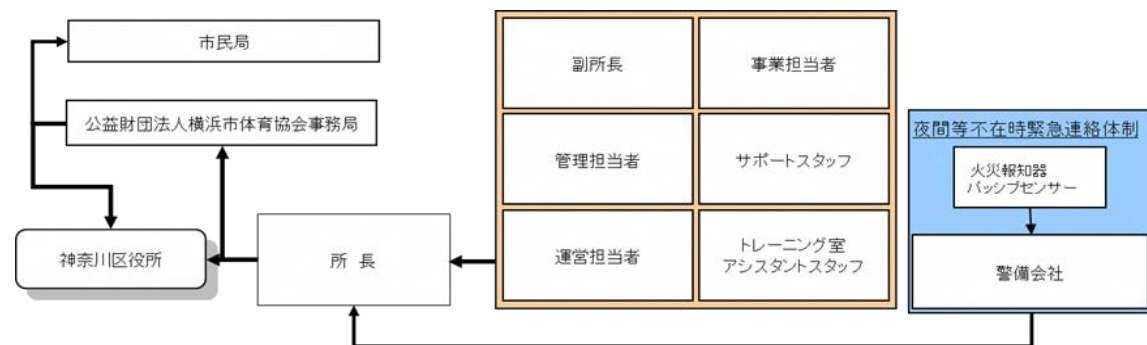 市民局
公益財団法人横浜市体育協会事務局
神奈川区役所
所 長
副所長
事業担当者
管理担当者
サポートスタッフ
運営担当者
トレーニング室
アシスタントスタッフ
夜間等不在時緊急連絡体制
火災報知器
パッシブセンサー
警備会社